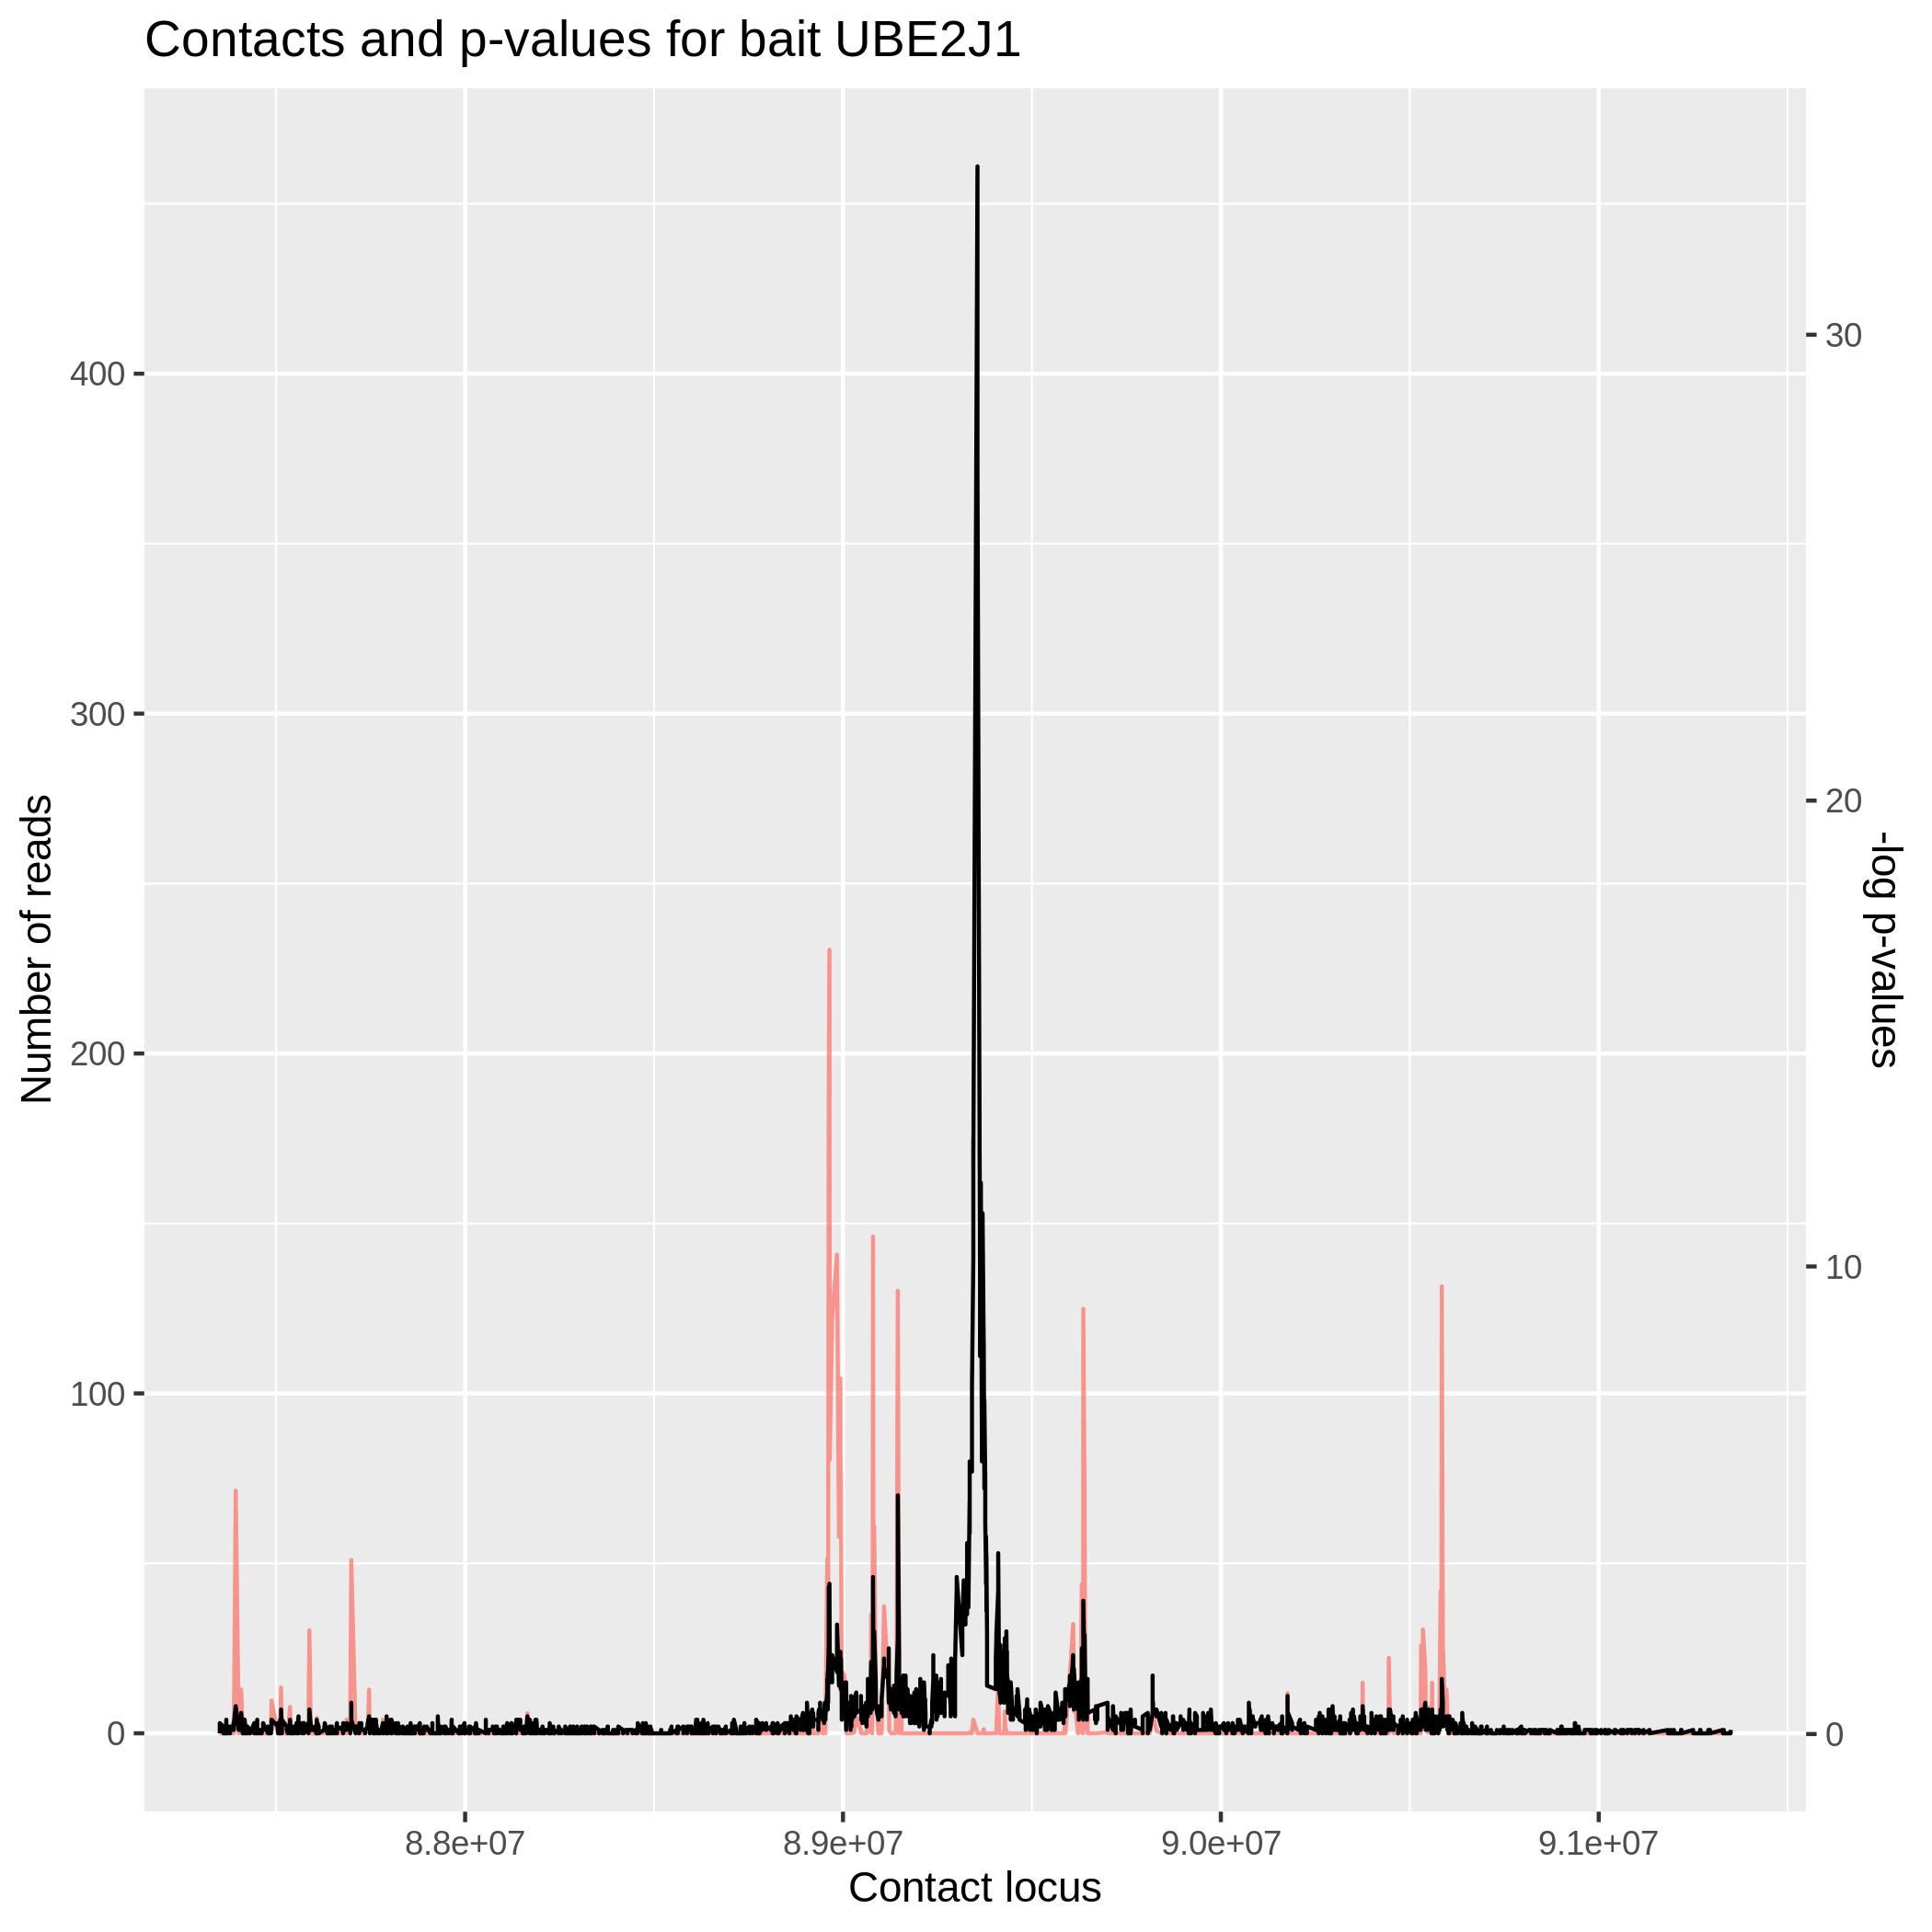 Contacts and p-values for bait UBE2J1
400
300
200
100
0
Number of reads
30
20
10
0
-log p-values
8.8e+07
8.9e+07
9.0e+07
9.1e+07
Contact locus